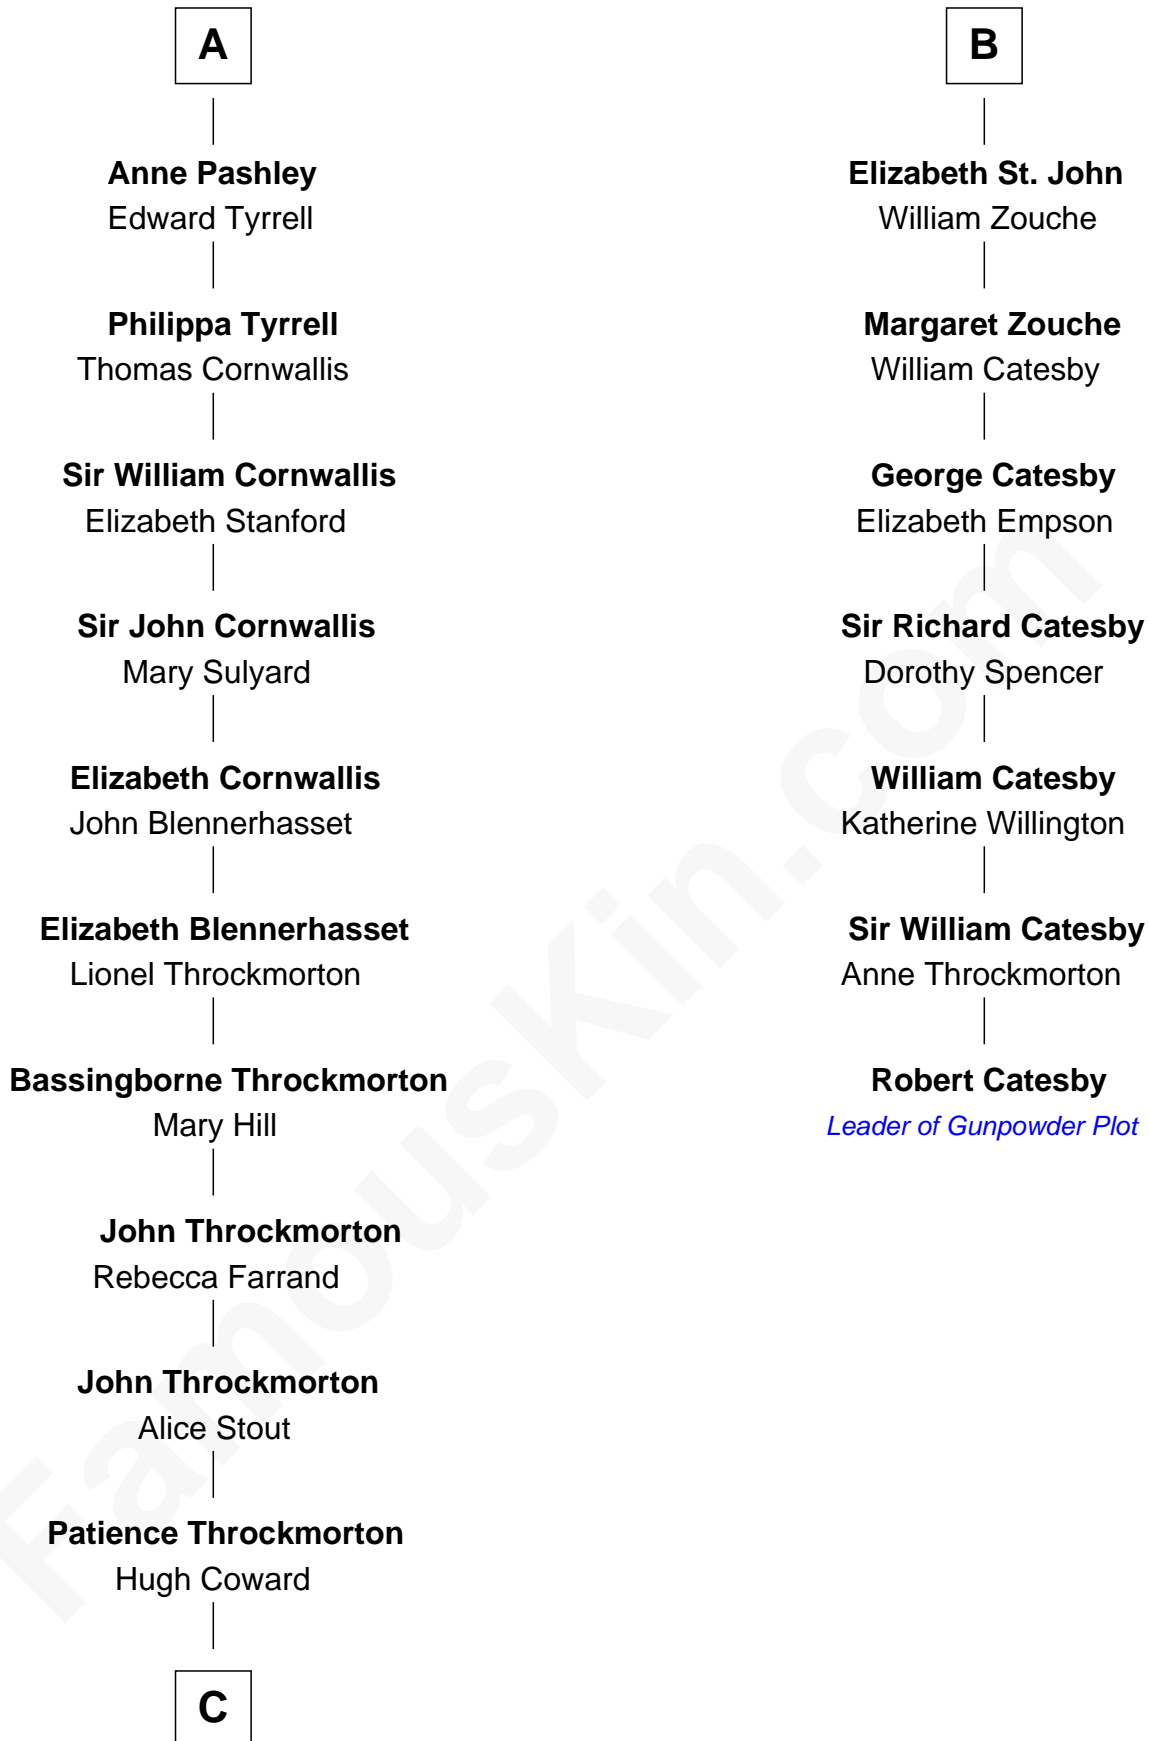 A
Anne Pashley
Edward Tyrrell
Philippa Tyrrell
Thomas Cornwallis
Sir William Cornwallis
Elizabeth Stanford
Sir John Cornwallis
Mary Sulyard
Elizabeth Cornwallis
John Blennerhasset
Elizabeth Blennerhasset
Lionel Throckmorton
Bassingborne Throckmorton
Mary Hill
John Throckmorton
Rebecca Farrand
John Throckmorton
Alice Stout
Patience Throckmorton
Hugh Coward
C
B
Elizabeth St. John
William Zouche
Margaret Zouche
William Catesby
George Catesby
Elizabeth Empson
Sir Richard Catesby
Dorothy Spencer
William Catesby
Katherine Willington
Sir William Catesby
Anne Throckmorton
Robert Catesby
Leader of Gunpowder Plot
FamousKin.com